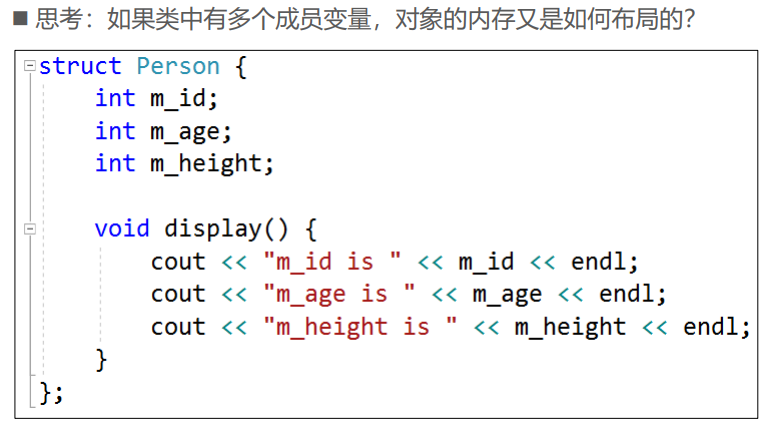 ■ 思考：如果类中有多个成员变量，对象的内存又是如何布局的？
struct Person {
    int m_id;
    int m_age;
    int m_height;

    void display() {
        cout << "m_id is " << m_id << endl;
        cout << "m_age is " << m_age << endl;
        cout << "m_height is " << m_height << endl;
    }
};